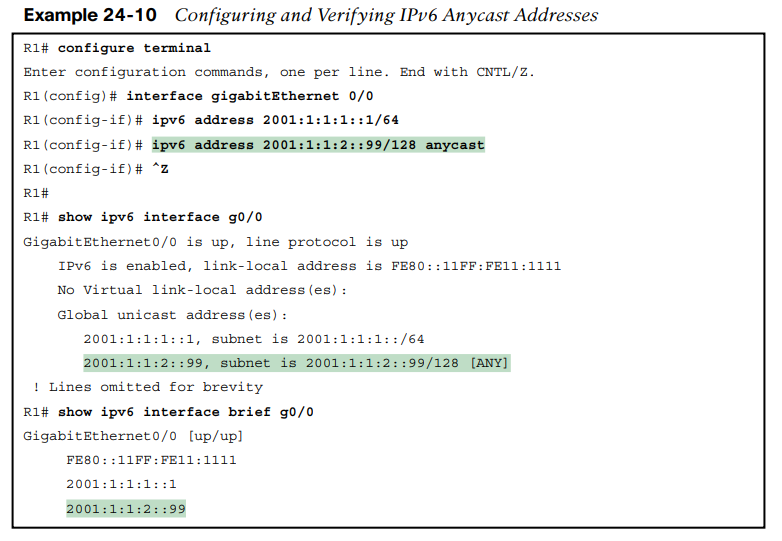 Example 24-10 Configuring and Verifying IPv6 Anycast Addresses
R1# configure terminal
Enter configuration commands, one per line. End with CNTL/Z.
R1(config)# interface gigabitEthernet 0/0
R1(config-if)# ipv6 address 2001:1:1:1::1/64
R1(config-if)# ipv6 address 2001:1:1:2::99/128 anycast
R1(config-if)# ^Z
R1#
R1# show ipv6 interface g0/0
GigabitEthernet0/0 is up, line protocol is up
IPv6 is enabled, link-local address is FE80::11FF:FE11:1111
No Virtual link-local address(es):
Global unicast address(es):
2001:1:1:1::1, subnet is 2001:1:1:1::/64
2001:1:1:2::99, subnet is 2001:1:1:2::99/128 [ANY]
! Lines omitted for brevity
R1# show ipv6 interface brief g0/0
GigabitEthernet0/0 [up/up]
FE80::11FF:FE11:1111
2001:1:1:1::1
2001:1:1:2::99